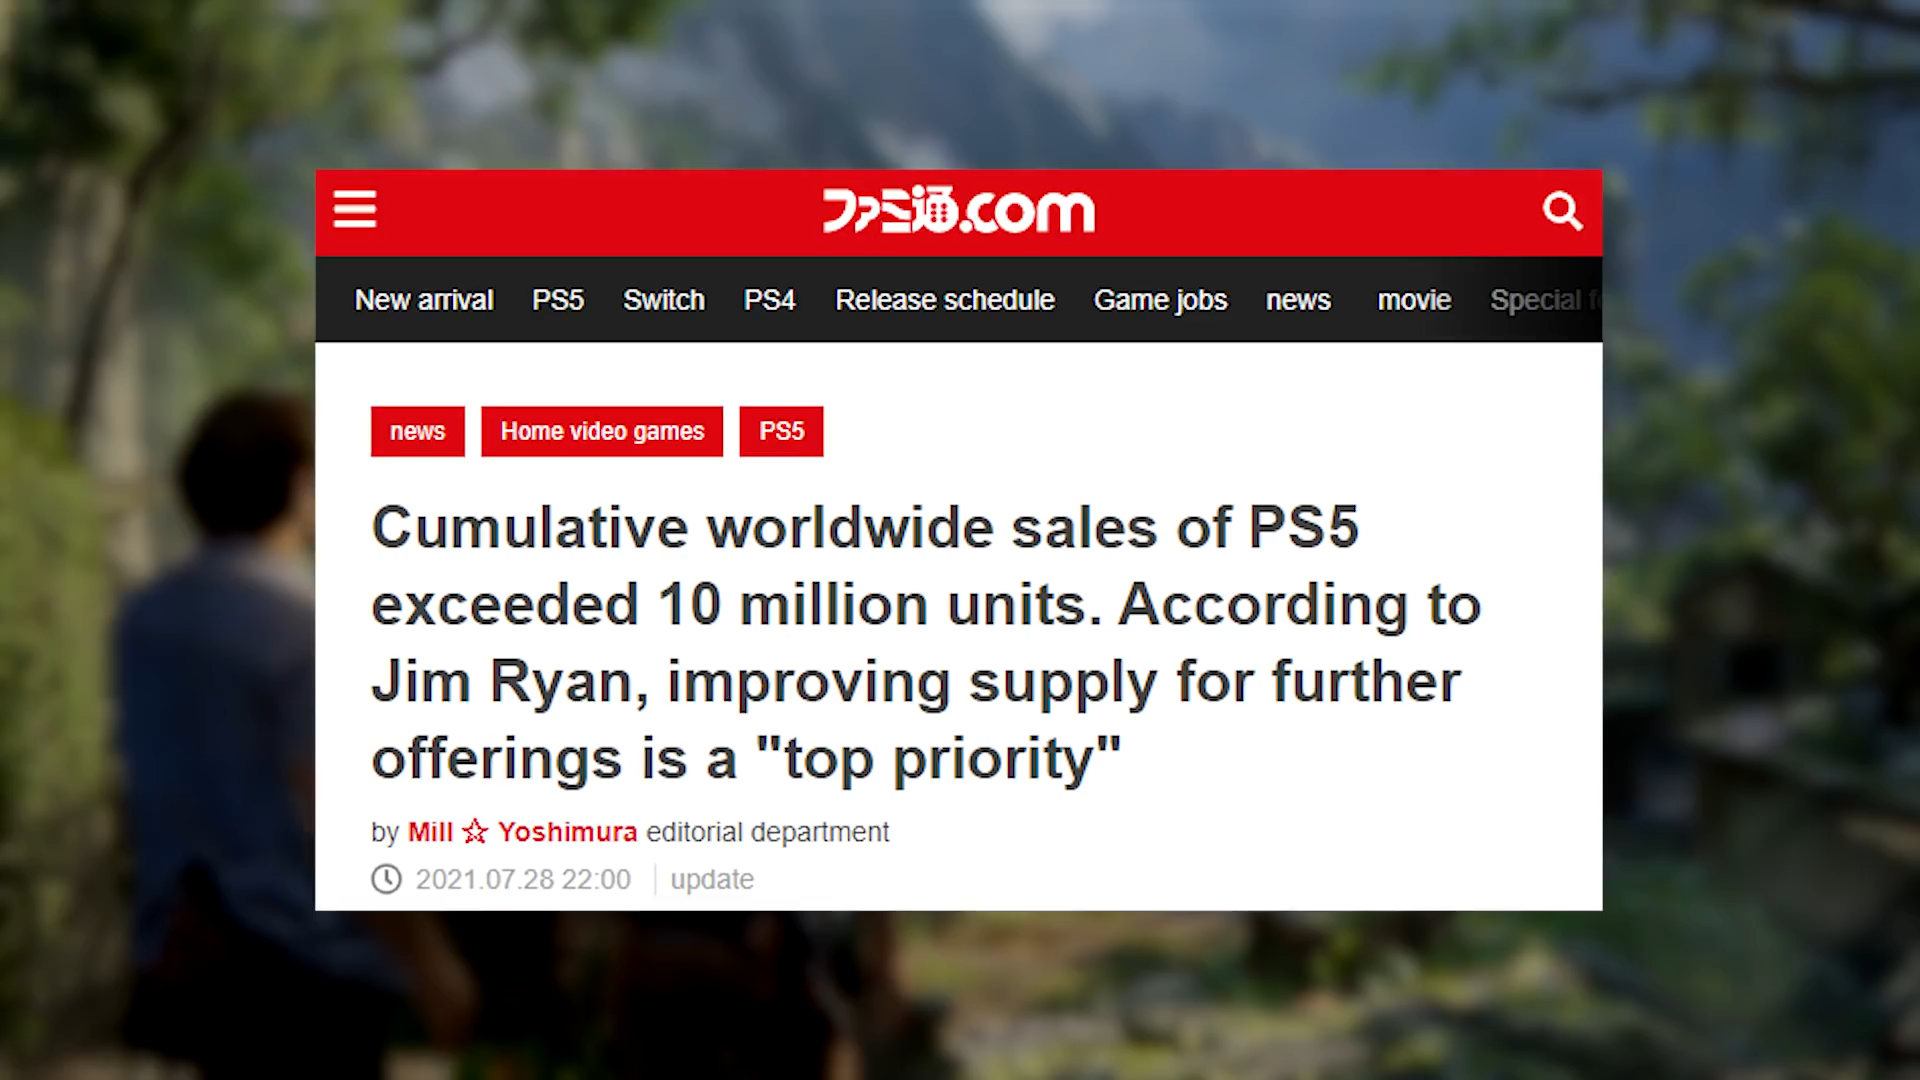 ファミ通.com
New arrival PS5 Switch PS4 Release schedule Game jobs news movie Special f
news Home video games PS5
Cumulative worldwide sales of PS5
exceeded 10 million units. According to
Jim Ryan, improving supply for further
offerings is a "top priority"
by Mill ☆ Yoshimura editorial department
2021.07.28 22:00 update